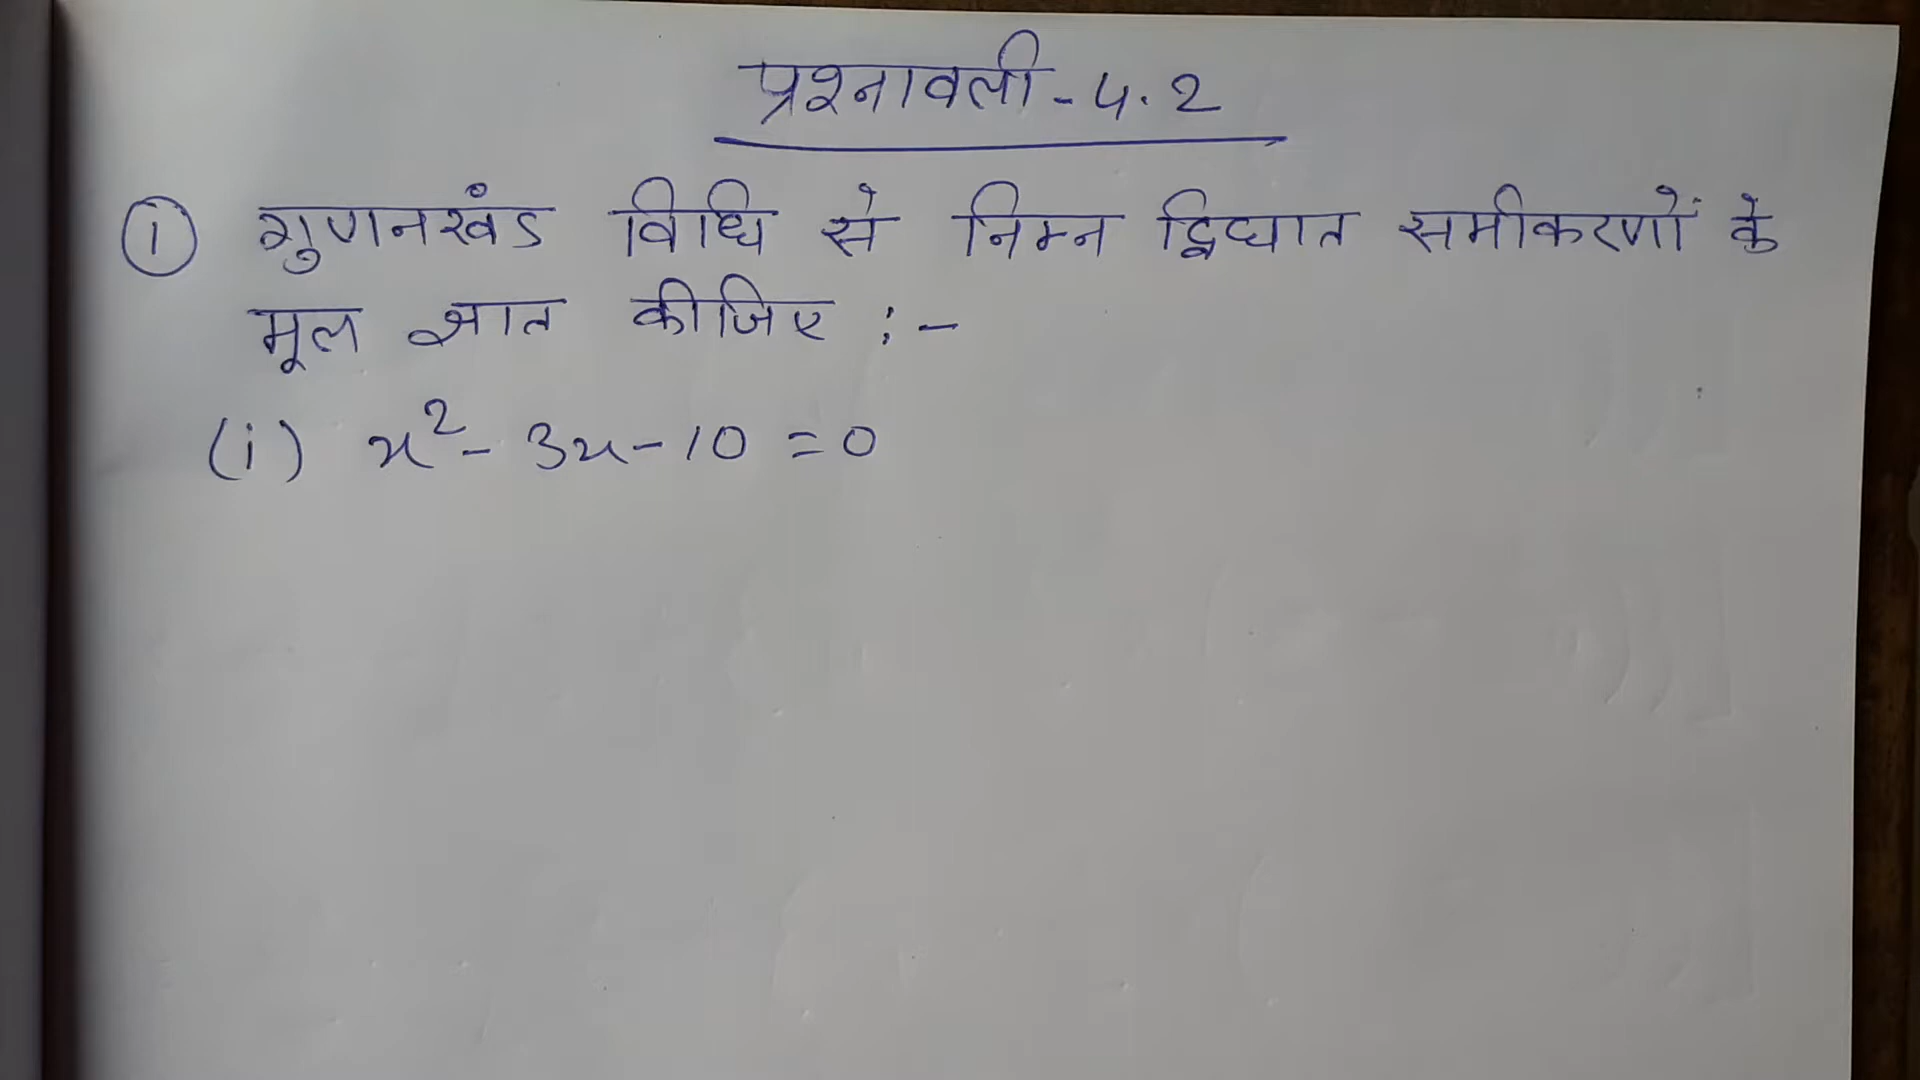 प्रश्नावली - 4.2
① गुणनखंड विधि से निम्न द्विघात समीकरणों के
मूल ज्ञात कीजिए :-
(i) x² - 3x - 10 = 0